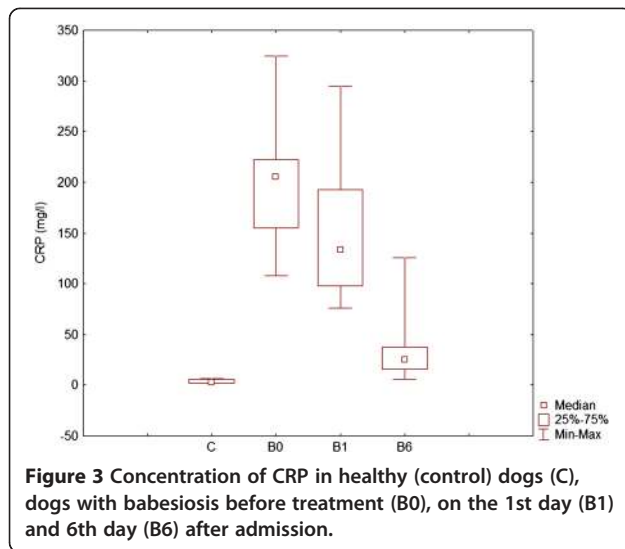 350
300
250
200
150
100
50
0
-50
CRP (mg/l)
C B0 B1 B6
Median
25%-75%
Min-Max
Figure 3 Concentration of CRP in healthy (control) dogs (C),
dogs with babesiosis before treatment (B0), on the 1st day (B1)
and 6th day (B6) after admission.